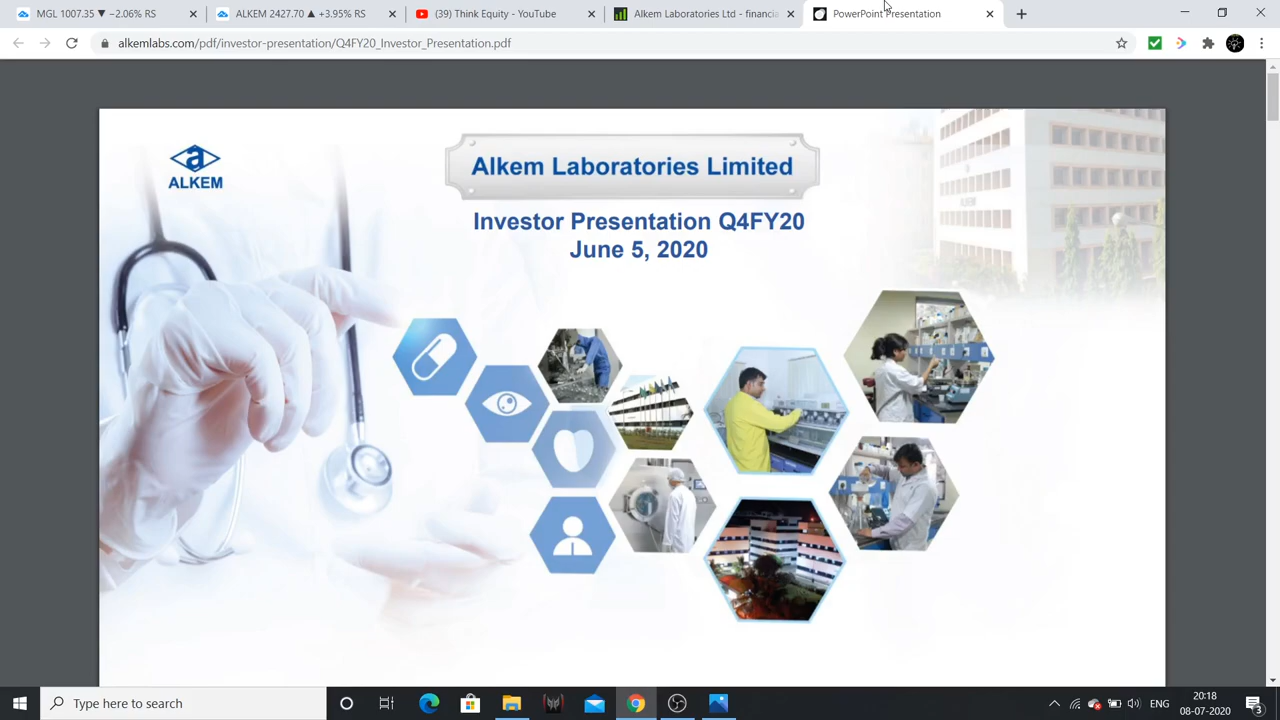 MGL 1007.35 ▼ −2.06% RS
ALKEM 2427.70 ▲ +3.95% RS
(39) Think Equity - YouTube
Alkem Laboratories Ltd - financia
PowerPoint Presentation
alkemlabs.com/pdf/investor-presentation/Q4FY20_Investor_Presentation.pdf
a
ALKEM
Alkem Laboratories Limited
Investor Presentation Q4FY20
June 5, 2020
Type here to search
ENG
20:18
08-07-2020
3